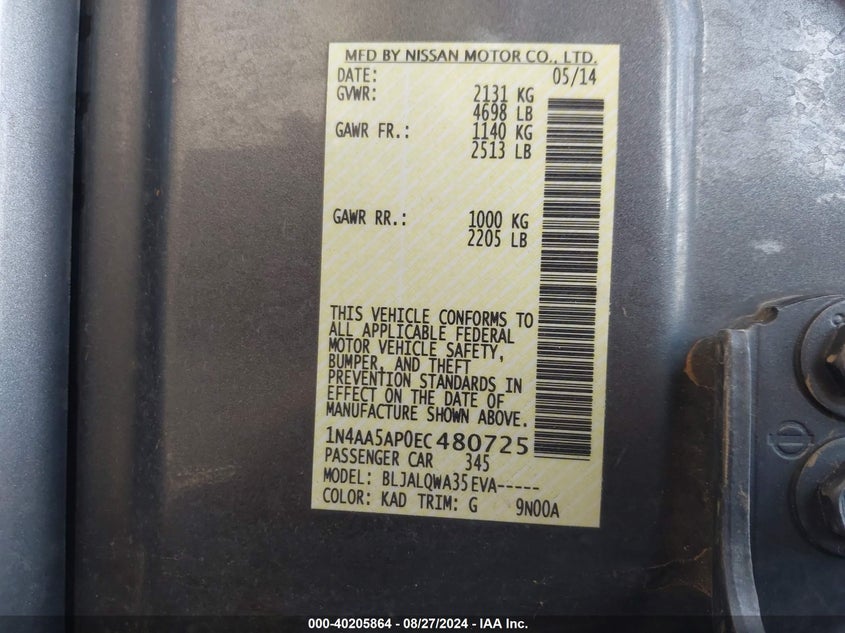 MFD BY NISSAN MOTOR CO., LTD.
DATE: 05/14
GVWR: 2131 KG
4698 LB
GAWR FR.: 1140 KG
2513 LB
GAWR RR.: 1000 KG
2205 LB
THIS VEHICLE CONFORMS TO
ALL APPLICABLE FEDERAL
MOTOR VEHICLE SAFETY,
BUMPER, AND THEFT
PREVENTION STANDARDS IN
EFFECT ON THE DATE OF
MANUFACTURE SHOWN ABOVE.
1N4AA5AP0EC480725
PASSENGER CAR 345
MODEL: BLJALQWA35EVA-----
COLOR: KAD TRIM: G 9N00A
000-40205864 - 08/27/2024 - IAA Inc.